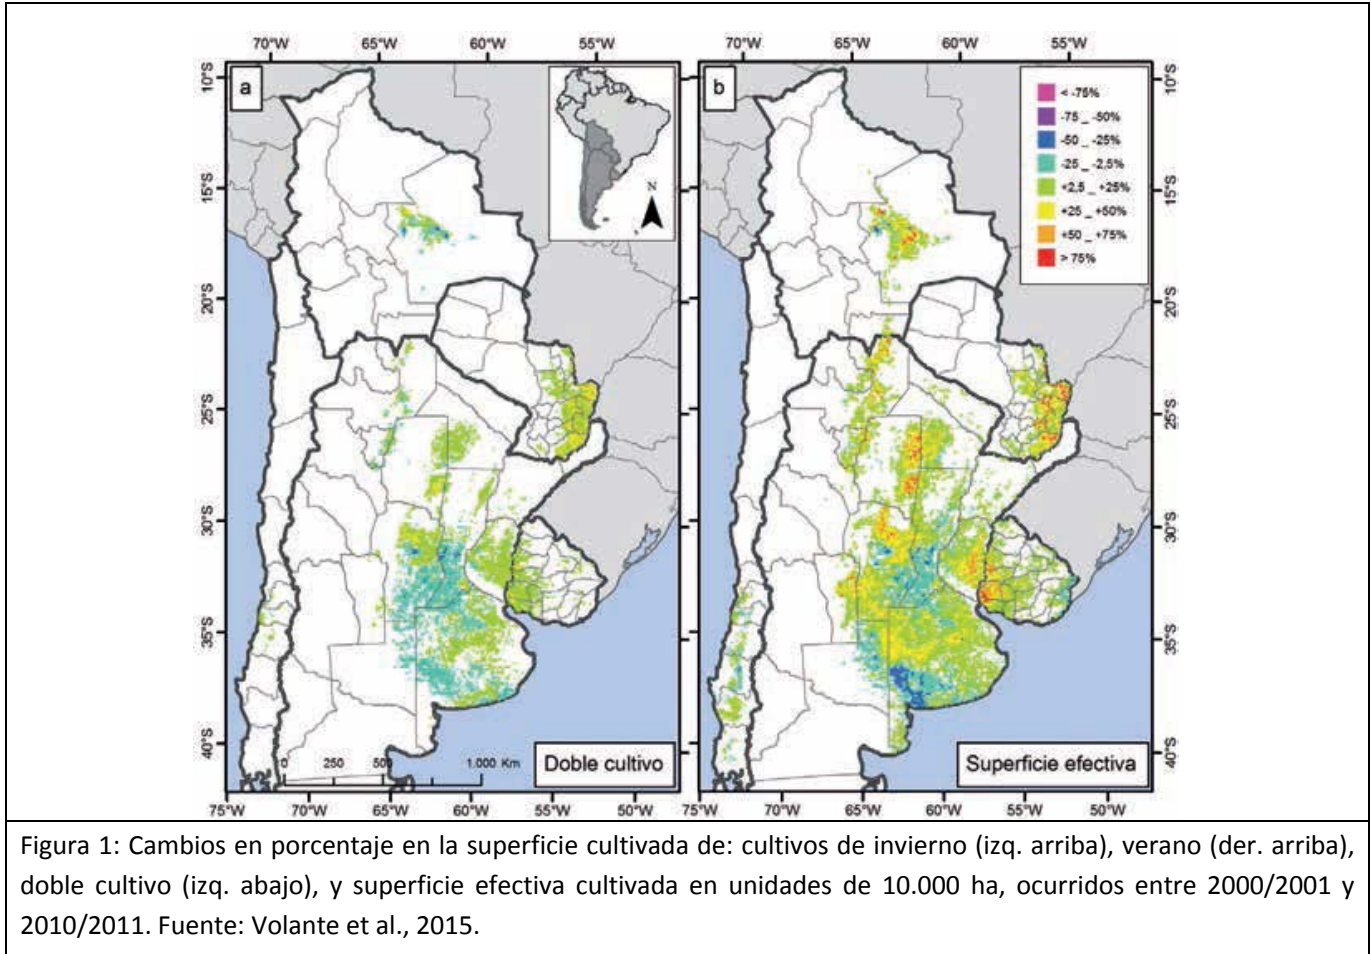 70°W 65°W 60°W 55°W 70°W 65°W 60°W 55°W
10°S 15°S 20°S 25°S 30°S 35°S 40°S
a
N
b
< -75%
-75 _ -50%
-50 _ -25%
-25 _ -2,5%
+2,5 _ +25%
+25 _ +50%
+50 _ +75%
> 75%
10°S 15°S 20°S 25°S 30°S 35°S 40°S
0 250 500 1.000 Km
Doble cultivo
Superficie efectiva
75°W 70°W 65°W 60°W 55°W 50°W 75°W 70°W 65°W 60°W 55°W 50°W
Figura 1: Cambios en porcentaje en la superficie cultivada de: cultivos de invierno (izq. arriba), verano (der. arriba),
doble cultivo (izq. abajo), y superficie efectiva cultivada en unidades de 10.000 ha, ocurridos entre 2000/2001 y
2010/2011. Fuente: Volante et al., 2015.